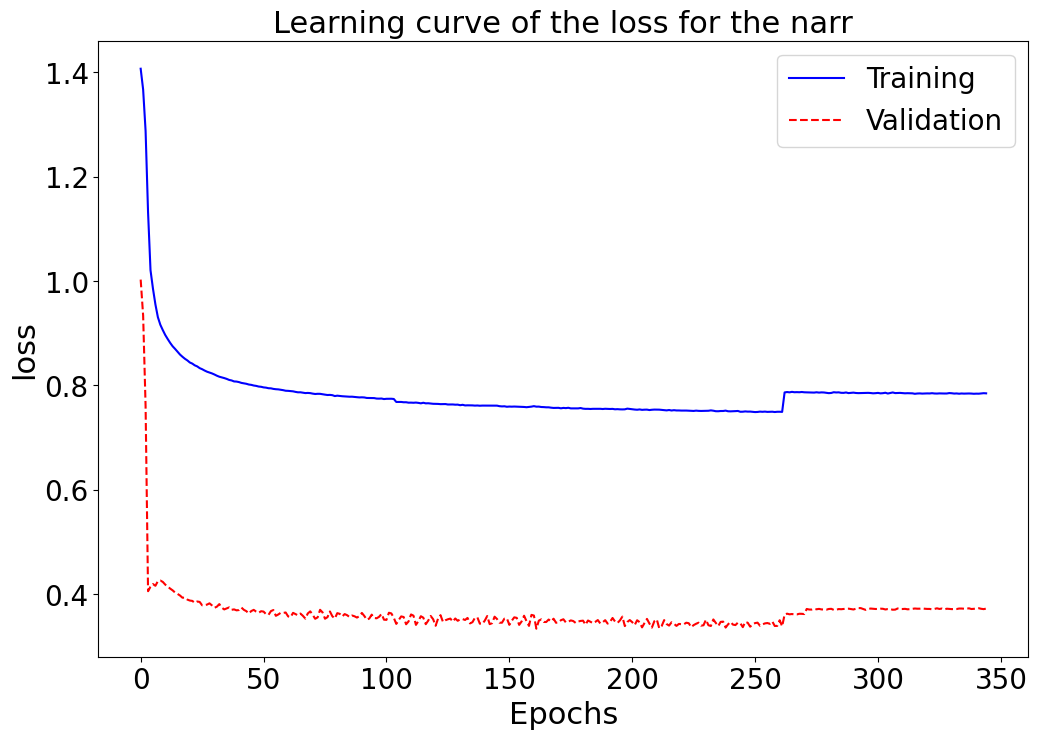 Learning curve of the loss for the narr
Training
Validation
1.4
1.2
1.0
0.8
0.6
0.4
loss
0 50 100 150 200 250 300 350
Epochs